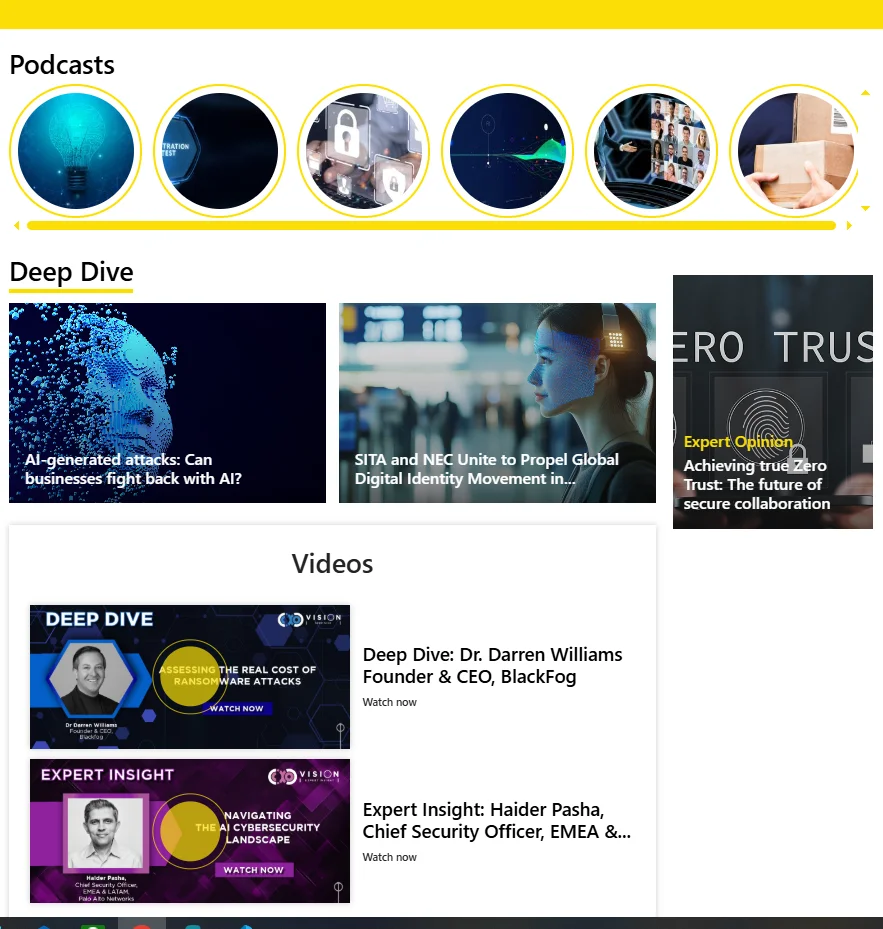 Podcasts
TRATION
TEST
Deep Dive
AI-generated attacks: Can
businesses fight back with AI?
SITA and NEC Unite to Propel Global
Digital Identity Movement in...
ERO TRUS
Expert Opinion
Achieving true Zero
Trust: The future of
secure collaboration
Videos
DEEP DIVE
VISION
ASSESSING THE REAL COST OF
RANSOMWARE ATTACKS
WATCH NOW
Dr Darren Williams
Founder & CEO,
Blackfog
Deep Dive: Dr. Darren Williams
Founder & CEO, BlackFog
Watch now
EXPERT INSIGHT
VISION
EXPERT INSIGHT
NAVIGATING
THE AI CYBERSECURITY
LANDSCAPE
WATCH NOW
Haider Pasha,
Chief Security Officer,
EMEA & LATAM,
Palo Alto Networks
Expert Insight: Haider Pasha,
Chief Security Officer, EMEA &...
Watch now